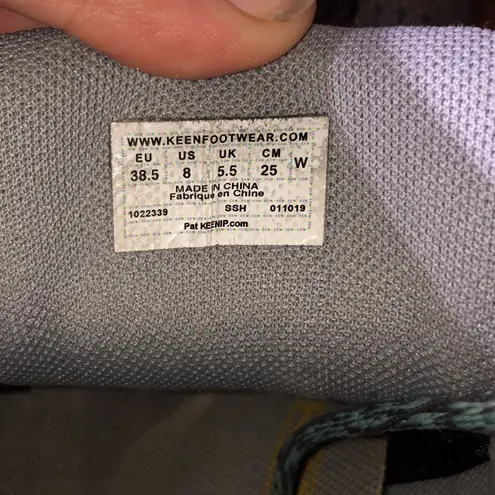 WWW.KEENFOOTWEAR.COM
EU US UK CM W
38.5 8 5.5 25
MADE IN CHINA
Fabriqué en Chine
1022339 SSH 011019
Pat KEENIP.com